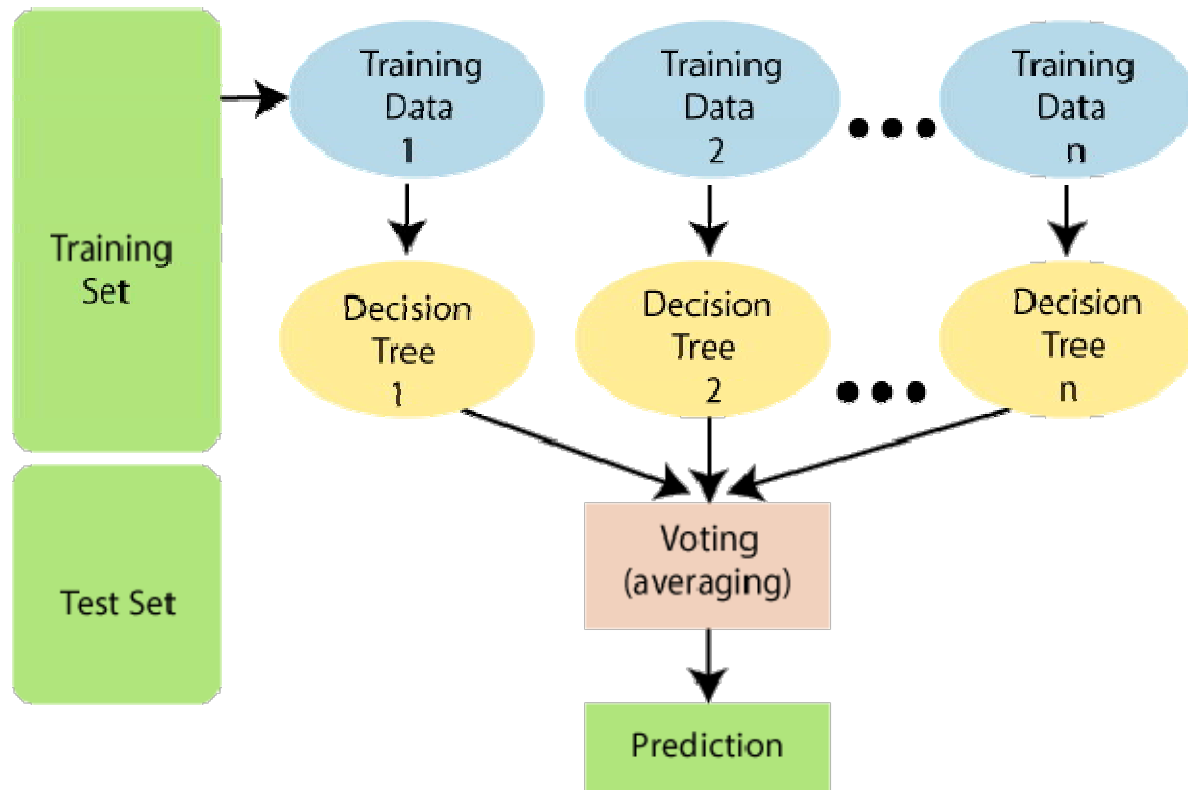 Training
Set
Test Set
Training
Data
1
Training
Data
2
Training
Data
n
Decision
Tree
1
Decision
Tree
2
Decision
Tree
n
Voting
(averaging)
Prediction